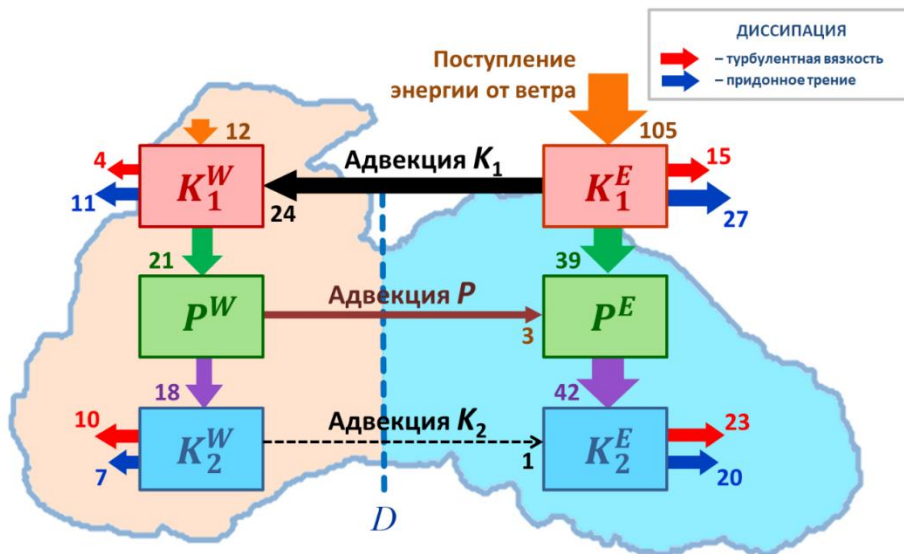 ДИССИПАЦИЯ
– турбулентная вязкость
– придонное трение
Поступление
энергии от ветра
12
105
4
11
K₁ᵂ
24
Адвекция K₁
K₁ᴱ
15
27
21
39
Pᵂ
Адвекция P
3
Pᴱ
18
42
10
7
K₂ᵂ
Адвекция K₂
1
K₂ᴱ
23
20
D